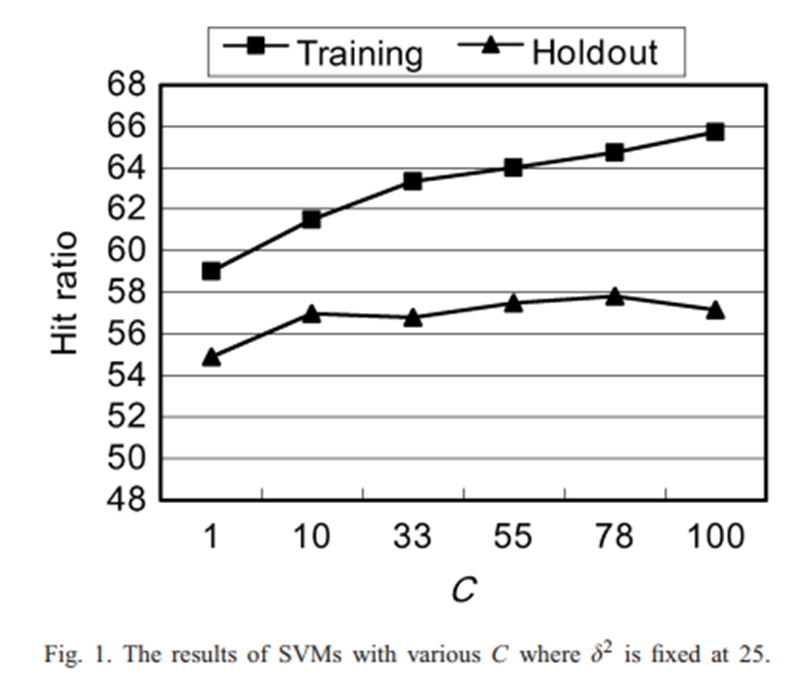 Training Holdout
68
66
64
62
60
58
56
54
52
50
48
Hit ratio
1 10 33 55 78 100
C
Fig. 1. The results of SVMs with various C where δ² is fixed at 25.